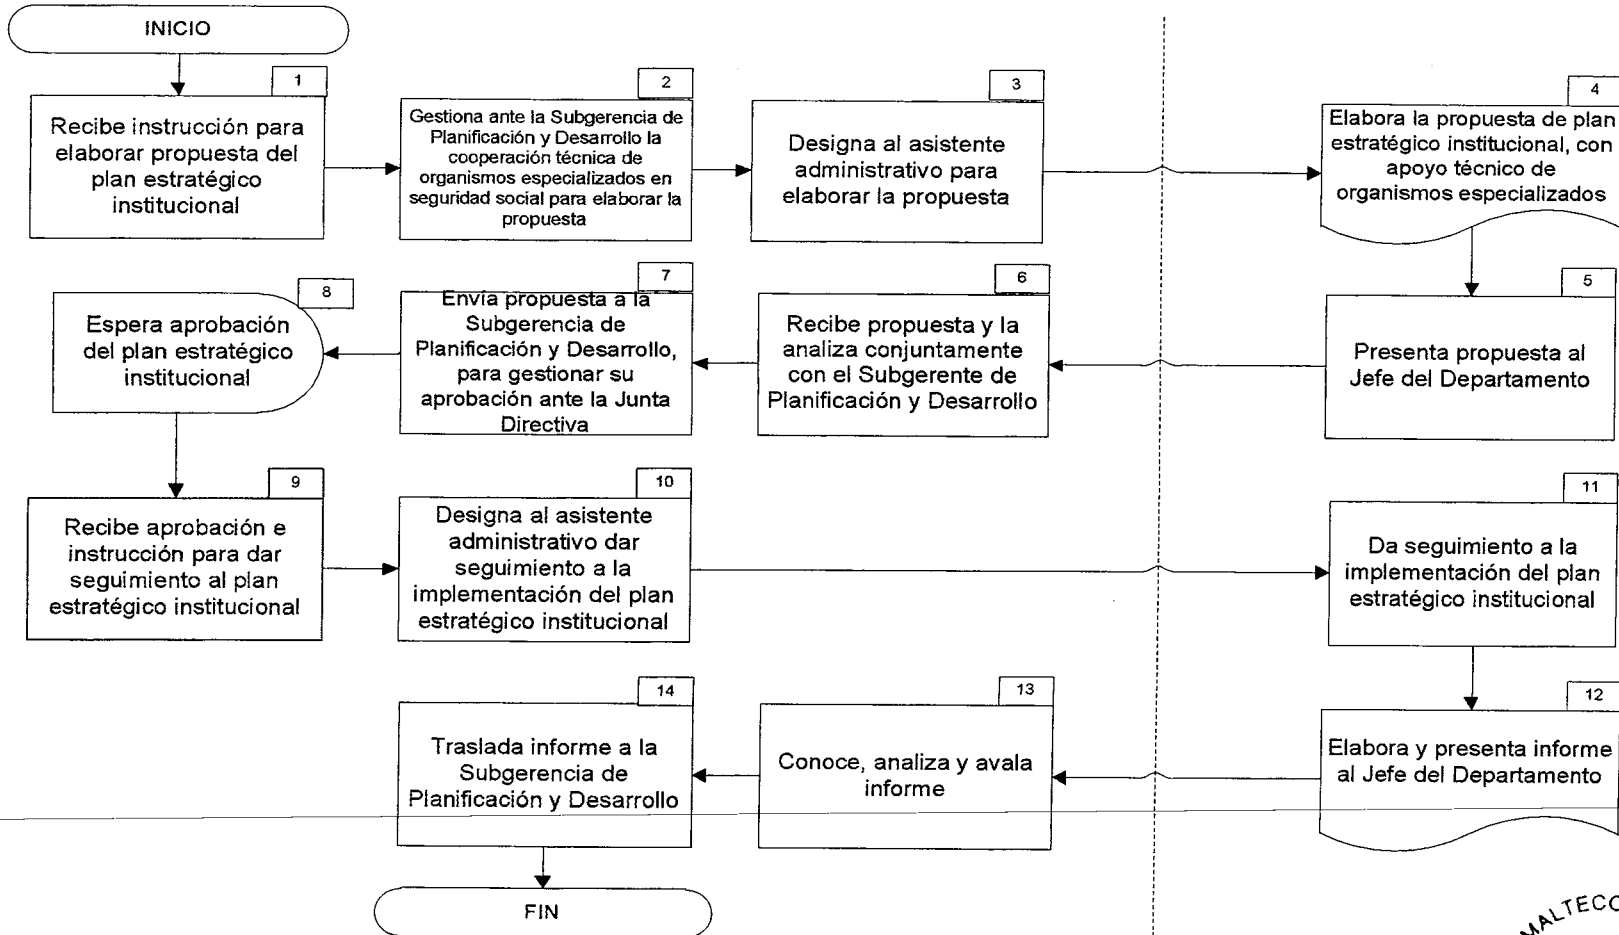 INICIO
1
Recibe instrucción para
elaborar propuesta del
plan estratégico
institucional
2
Gestiona ante la Subgerencia de
Planificación y Desarrollo la
cooperación técnica de
organismos especializados en
seguridad social para elaborar la
propuesta
3
Designa al asistente
administrativo para
elaborar la propuesta
4
Elabora la propuesta de plan
estratégico institucional, con
apoyo técnico de
organismos especializados
5
Presenta propuesta al
Jefe del Departamento
6
Recibe propuesta y la
analiza conjuntamente
con el Subgerente de
Planificación y Desarrollo
7
Envía propuesta a la
Subgerencia de
Planificación y Desarrollo,
para gestionar su
aprobación ante la Junta
Directiva
8
Espera aprobación
del plan estratégico
institucional
9
Recibe aprobación e
instrucción para dar
seguimiento al plan
estratégico institucional
10
Designa al asistente
administrativo dar
seguimiento a la
implementación del plan
estratégico institucional
11
Da seguimiento a la
implementación del plan
estratégico institucional
12
Elabora y presenta informe
al Jefe del Departamento
13
Conoce, analiza y avala
informe
14
Traslada informe a la
Subgerencia de
Planificación y Desarrollo
FIN
MALTECO